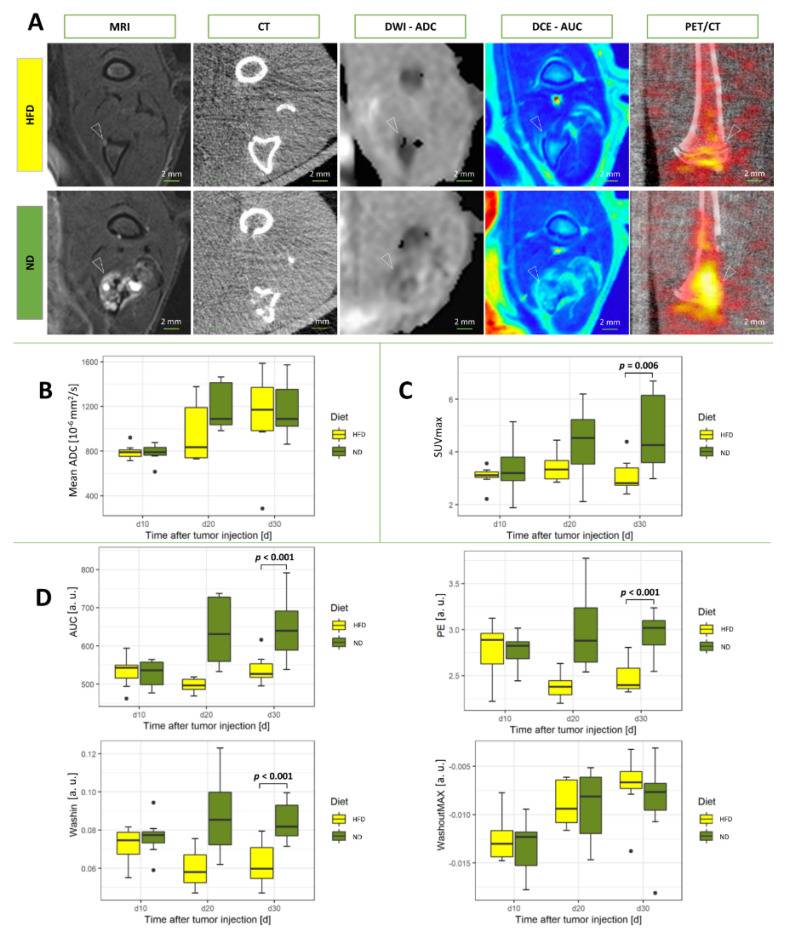 A
MRI
CT
DWI - ADC
DCE - AUC
PET/CT
HFD
2 mm
2 mm
2 mm
2 mm
2 mm
ND
2 mm
2 mm
2 mm
2 mm
2 mm
B
Mean ADC [10⁻⁶mm²/s]
1600
1200
800
400
d10
d20
d30
Time after tumor injection [d]
Diet
HFD
ND
C
SUVmax
6
4
2
p = 0.006
d10
d20
d30
Time after tumor injection [d]
Diet
HFD
ND
D
AUC [a. u.]
800
700
600
500
p < 0.001
d10
d20
d30
Time after tumor injection [d]
Diet
HFD
ND
PE [a. u.]
3.5
3.0
2.5
p < 0.001
d10
d20
d30
Time after tumor injection [d]
Diet
HFD
ND
Washin [a. u.]
0.12
0.10
0.08
0.06
p < 0.001
d10
d20
d30
Time after tumor injection [d]
Diet
HFD
ND
WashoutMAX [a. u.]
-0.005
-0.010
-0.015
d10
d20
d30
Time after tumor injection [d]
Diet
HFD
ND